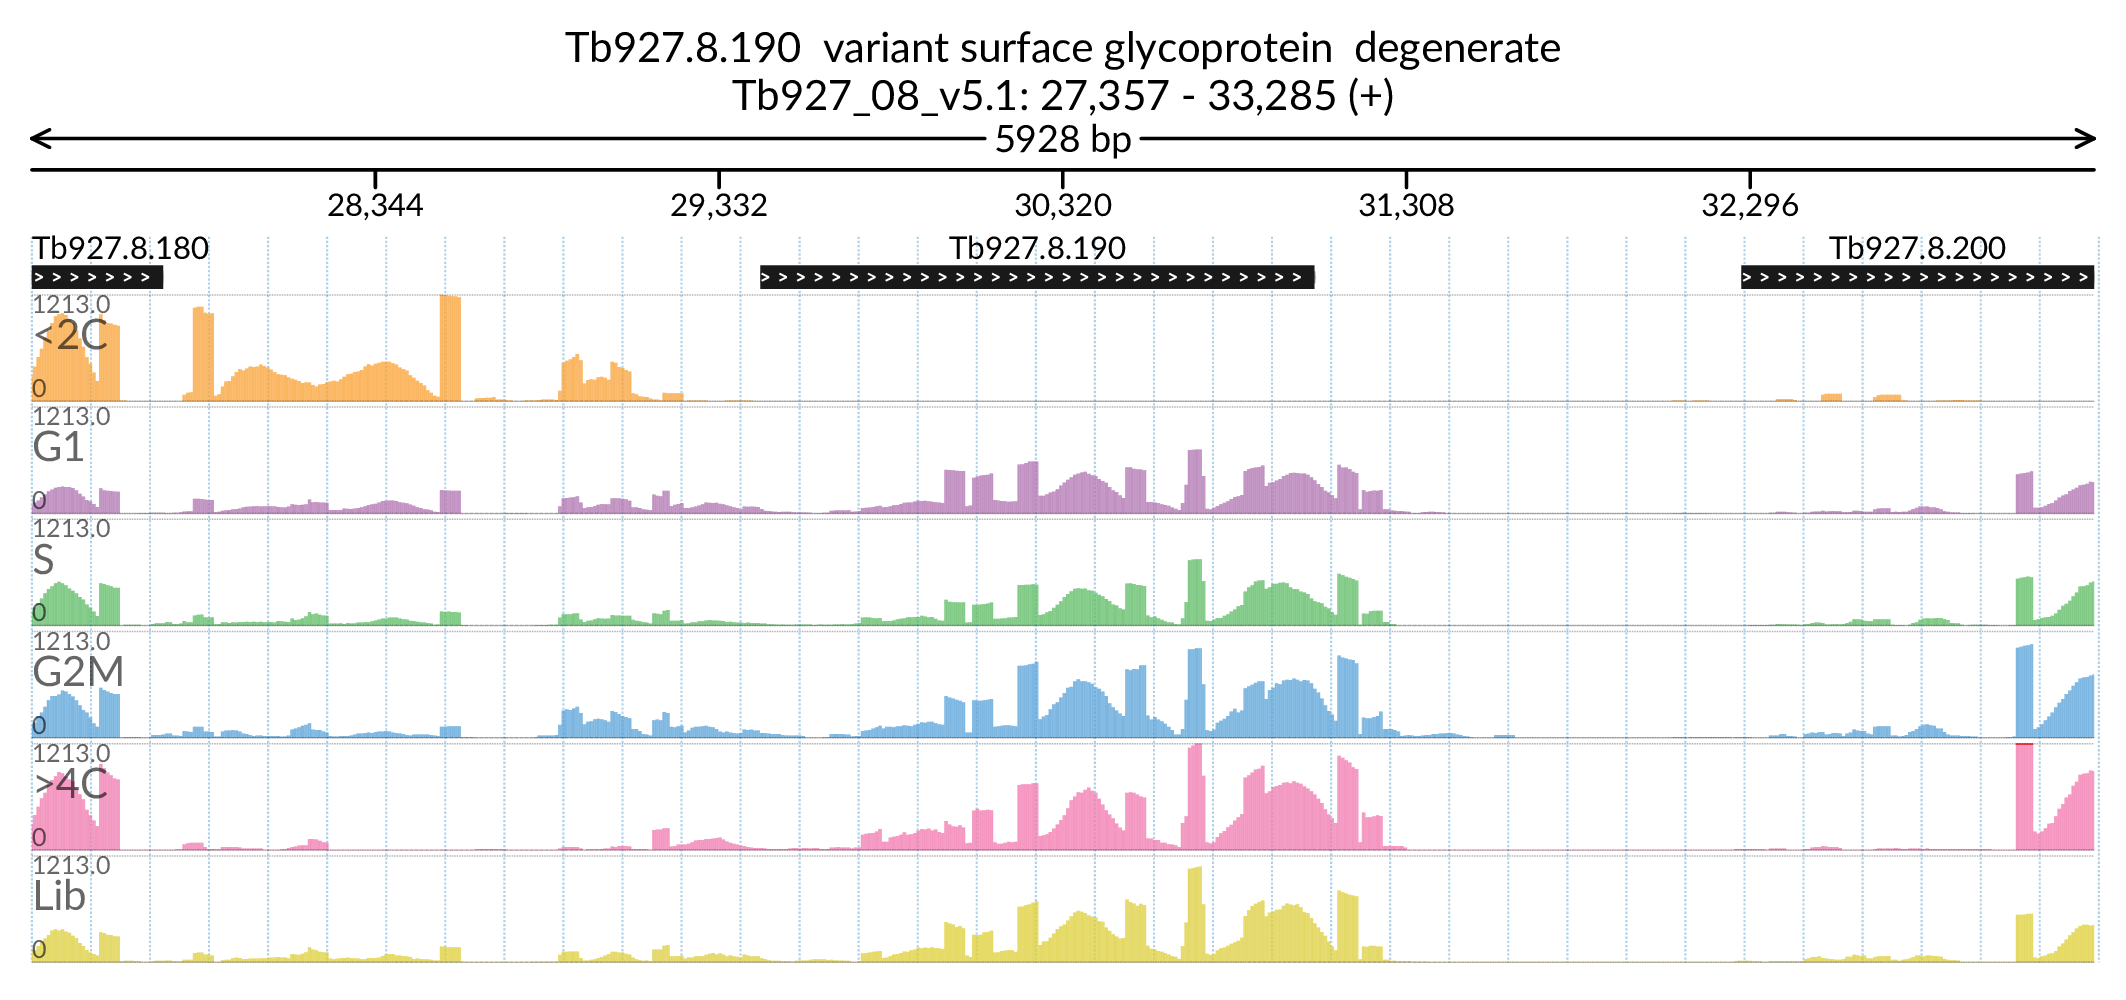 Tb927.8.190  variant surface glycoprotein  degenerate
Tb927_08_v5.1: 27,357 - 33,285 (+)
5928 bp
28,344 29,332 30,320 31,308 32,296
Tb927.8.180 Tb927.8.190 Tb927.8.200
1213.0
<2C
0
1213.0
G1
0
1213.0
S
0
1213.0
G2M
0
1213.0
>4C
0
1213.0
Lib
0